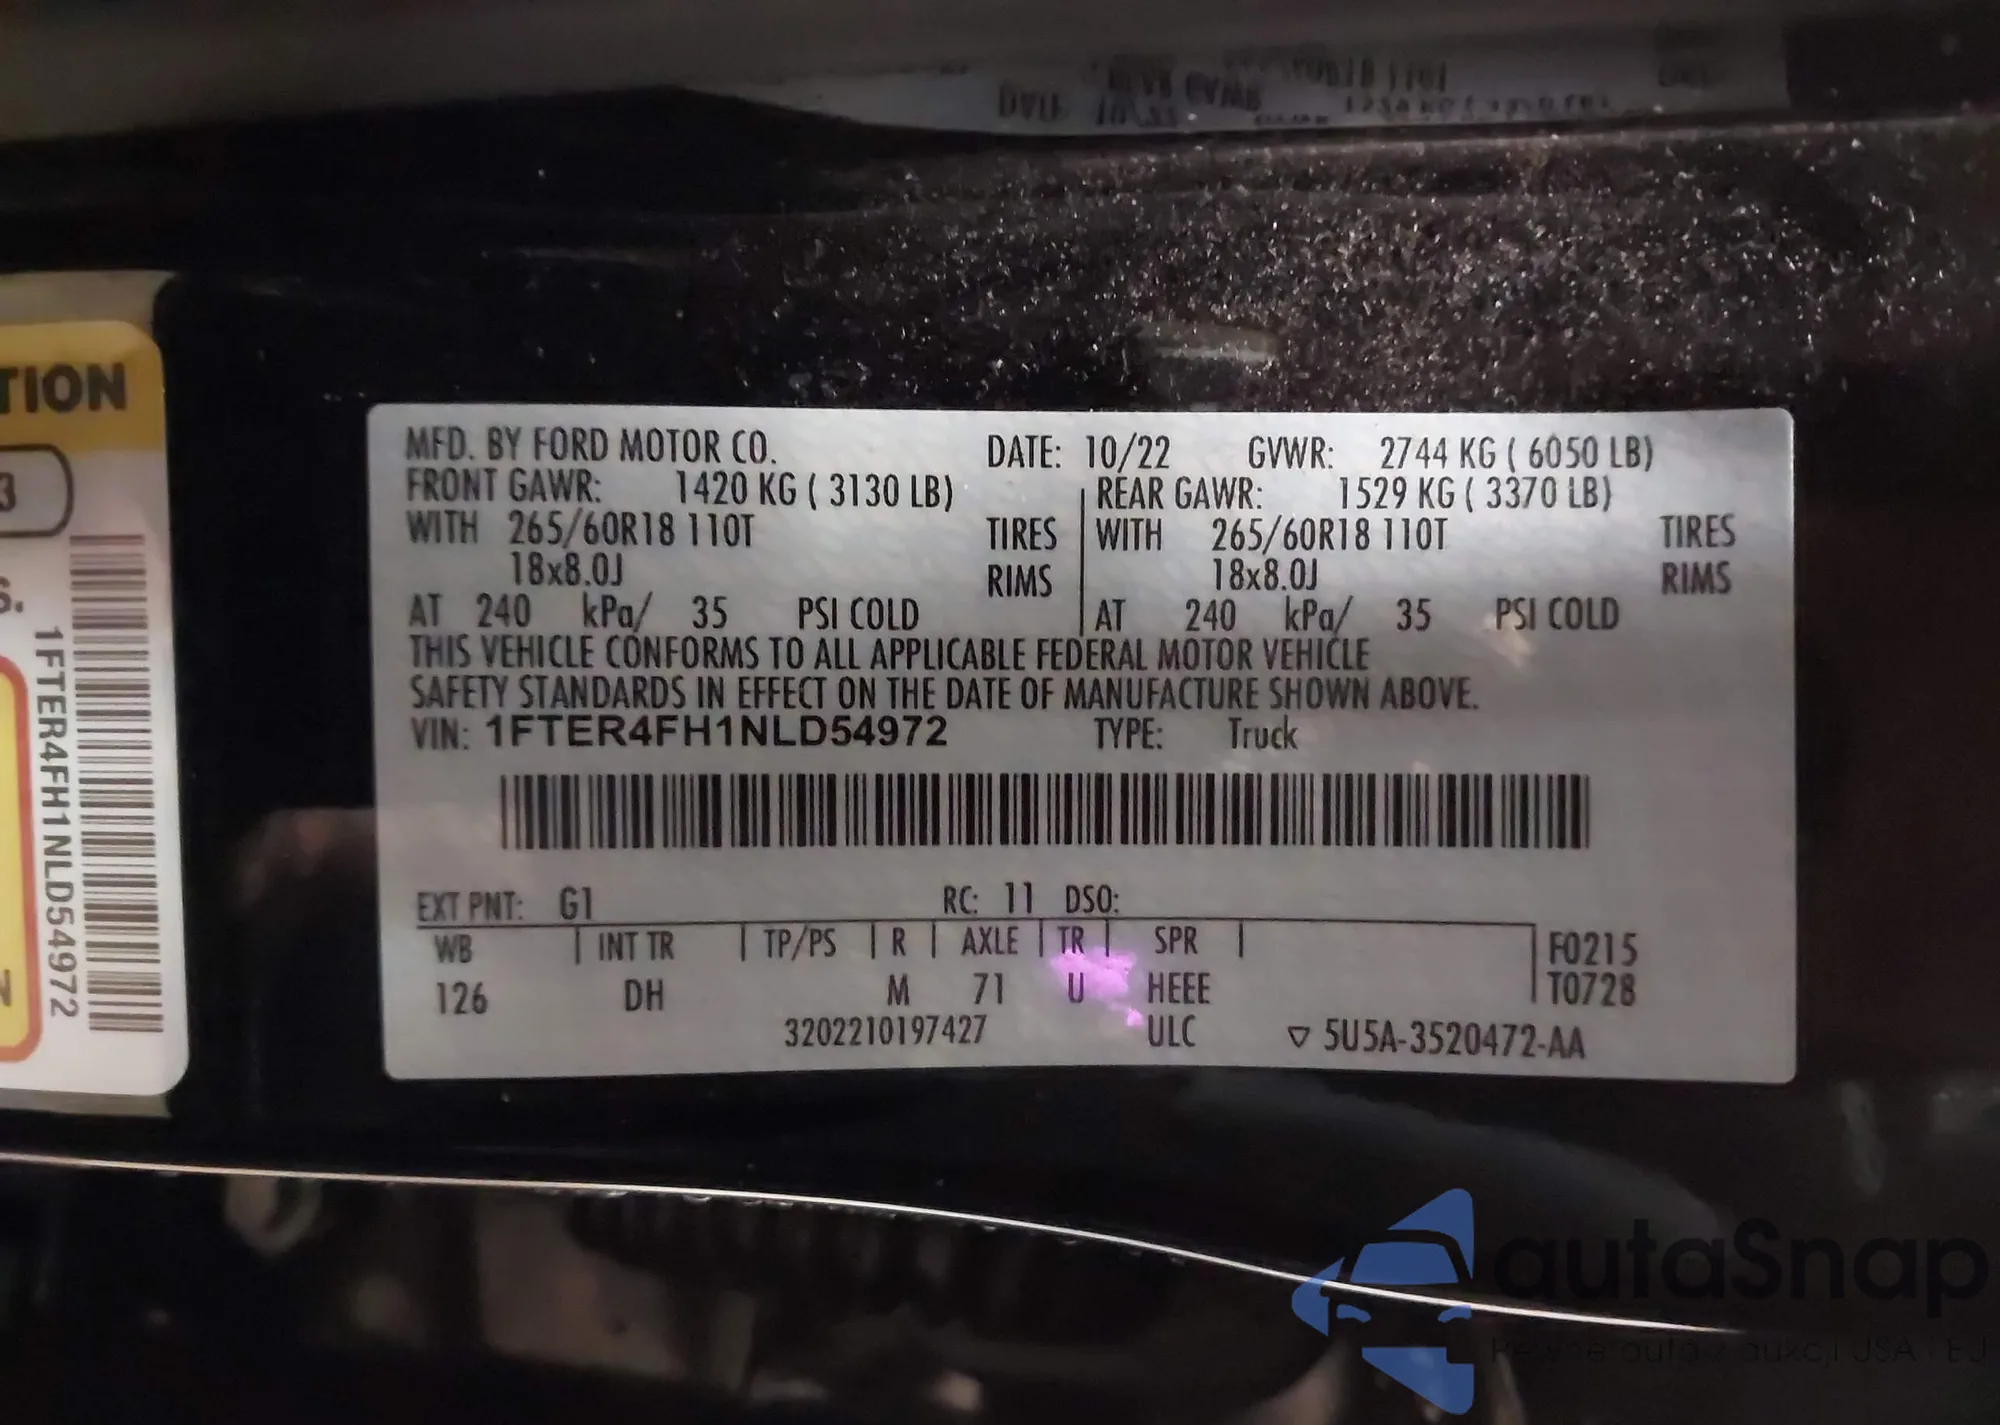 MFD. BY FORD MOTOR CO. DATE: 10/22 GVWR: 2744 KG ( 6050 LB)
FRONT GAWR: 1420 KG ( 3130 LB) REAR GAWR: 1529 KG ( 3370 LB)
WITH 265/60R18 110T TIRES WITH 265/60R18 110T TIRES
18x8.0J RIMS 18x8.0J RIMS
AT 240 kPa/ 35 PSI COLD AT 240 kPa/ 35 PSI COLD
THIS VEHICLE CONFORMS TO ALL APPLICABLE FEDERAL MOTOR VEHICLE
SAFETY STANDARDS IN EFFECT ON THE DATE OF MANUFACTURE SHOWN ABOVE.
VIN: 1FTER4FH1NLD54972 TYPE: Truck
EXT PNT: G1 RC: 11 DSO:
WB INT TR TP/PS R AXLE TR SPR F0215
126 DH M 71 U HEEE T0728
3202210197427 ULC ▽ 5U5A-3520472-AA
TION
3
S.
1FTER4FH1NLD54972
N
autaSnap